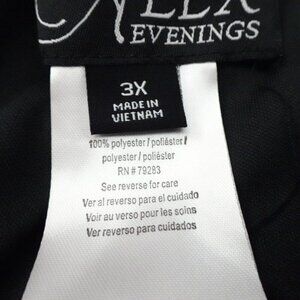 ALEX
EVENINGS
3X
MADE IN
VIETNAM
100% polyester / poliéster /
polyester / poliéster
RN # 79283
See reverse for care
Ver al reverso para el cuidado
Voir au verso pour les soins
Ver reverso para cuidados